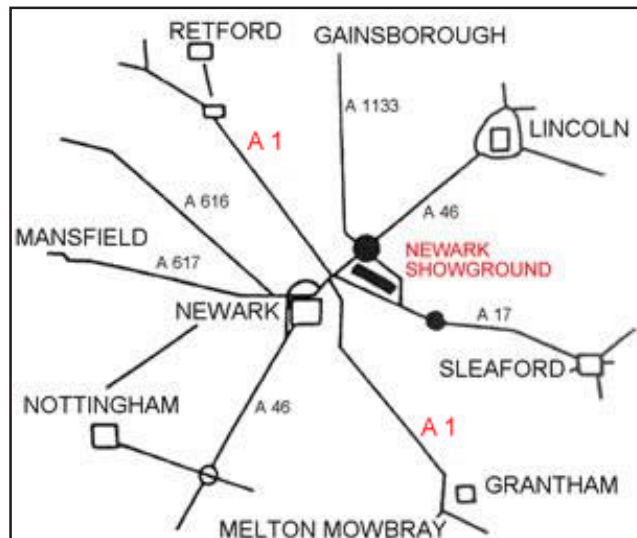 RETFORD
GAINSBOROUGH
A 1133
LINCOLN
A 1
A 616
A 46
MANSFIELD
A 617
NEWARK
SHOWGROUND
NEWARK
A 17
SLEAFORD
NOTTINGHAM
A 46
A 1
GRANTHAM
MELTON MOWBRAY